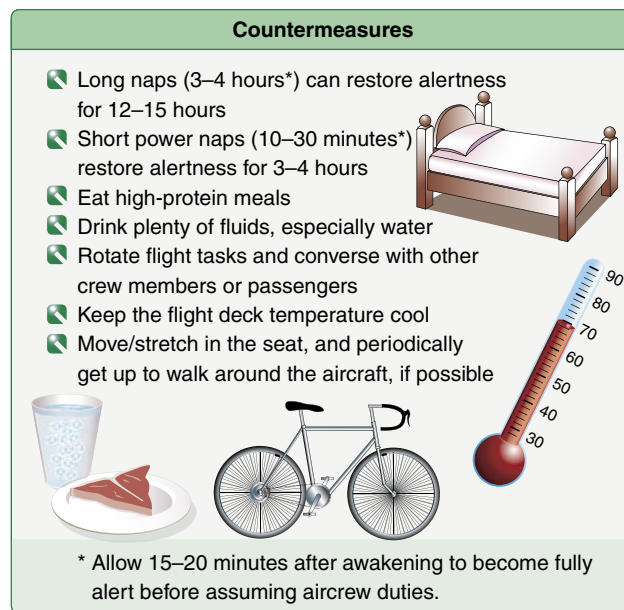 Countermeasures
Long naps (3–4 hours*) can restore alertness
for 12–15 hours
Short power naps (10–30 minutes*)
restore alertness for 3–4 hours
Eat high-protein meals
Drink plenty of fluids, especially water
Rotate flight tasks and converse with other
crew members or passengers
Keep the flight deck temperature cool
Move/stretch in the seat, and periodically
get up to walk around the aircraft, if possible
90
80
70
60
50
40
30
* Allow 15–20 minutes after awakening to become fully
alert before assuming aircrew duties.